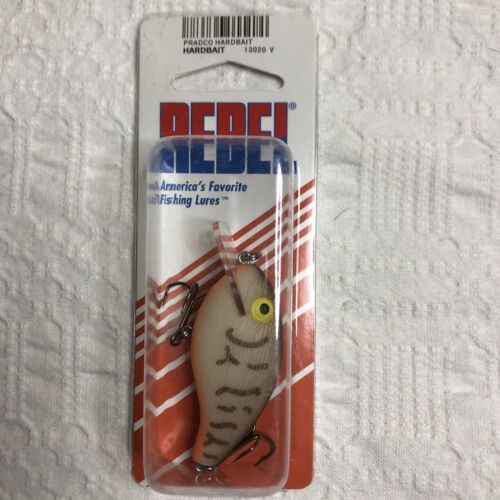 PRADCO HARDBAIT
HARDBAIT 13020 V
REBEL®
America's Favorite
Fishing Lures™